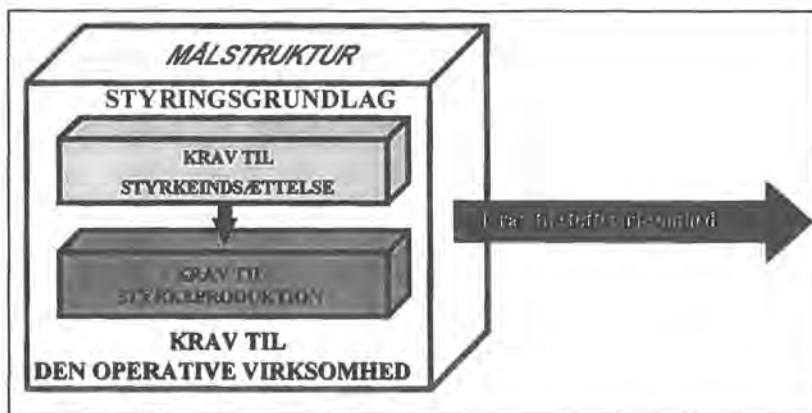 MÅLSTRUKTUR
STYRINGSGRUNDLAG
KRAV TIL
STYRKEINDSÆTTELSE
KRAV TIL
STYRKEPRODUKTION
KRAV TIL
DEN OPERATIVE VIRKSOMHED